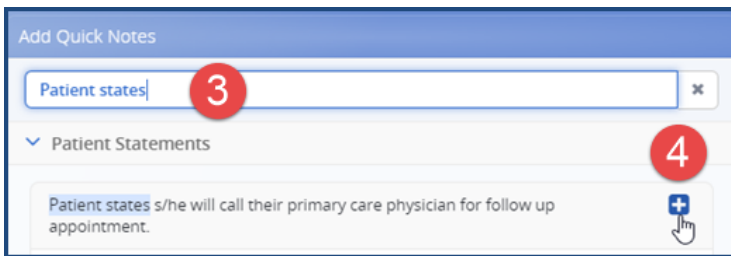 Add Quick Notes
Patient states
3
Patient Statements
4
Patient states s/he will call their primary care physician for follow up
appointment.